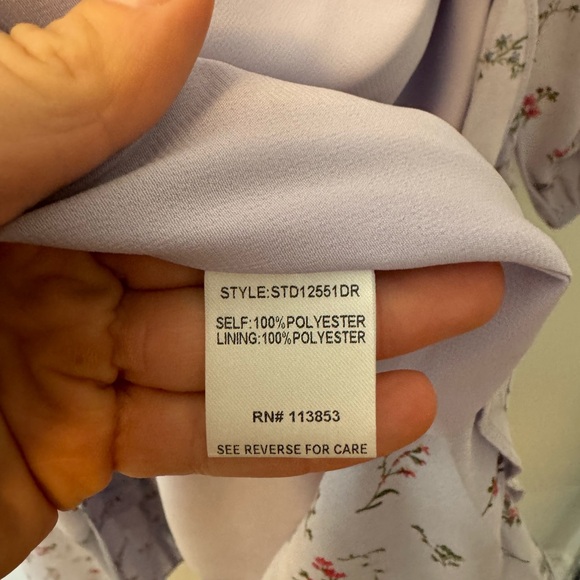 STYLE:STD12551DR
SELF:100%POLYESTER
LINING:100%POLYESTER
RN# 113853
SEE REVERSE FOR CARE